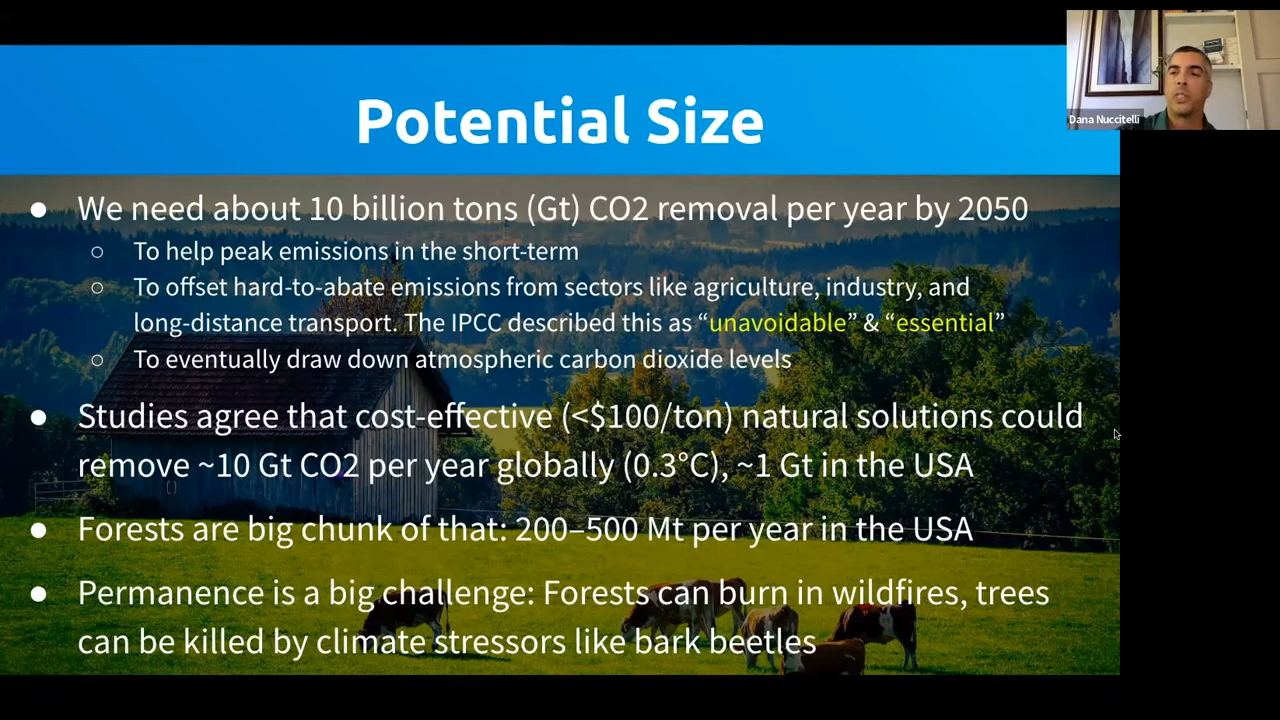 Potential Size
Dana Nuccitelli
● We need about 10 billion tons (Gt) CO2 removal per year by 2050
○ To help peak emissions in the short-term
○ To offset hard-to-abate emissions from sectors like agriculture, industry, and
long-distance transport. The IPCC described this as “unavoidable” & “essential”
○ To eventually draw down atmospheric carbon dioxide levels
● Studies agree that cost-effective (<$100/ton) natural solutions could
remove ~10 Gt CO2 per year globally (0.3°C), ~1 Gt in the USA
● Forests are big chunk of that: 200–500 Mt per year in the USA
● Permanence is a big challenge: Forests can burn in wildfires, trees
can be killed by climate stressors like bark beetles